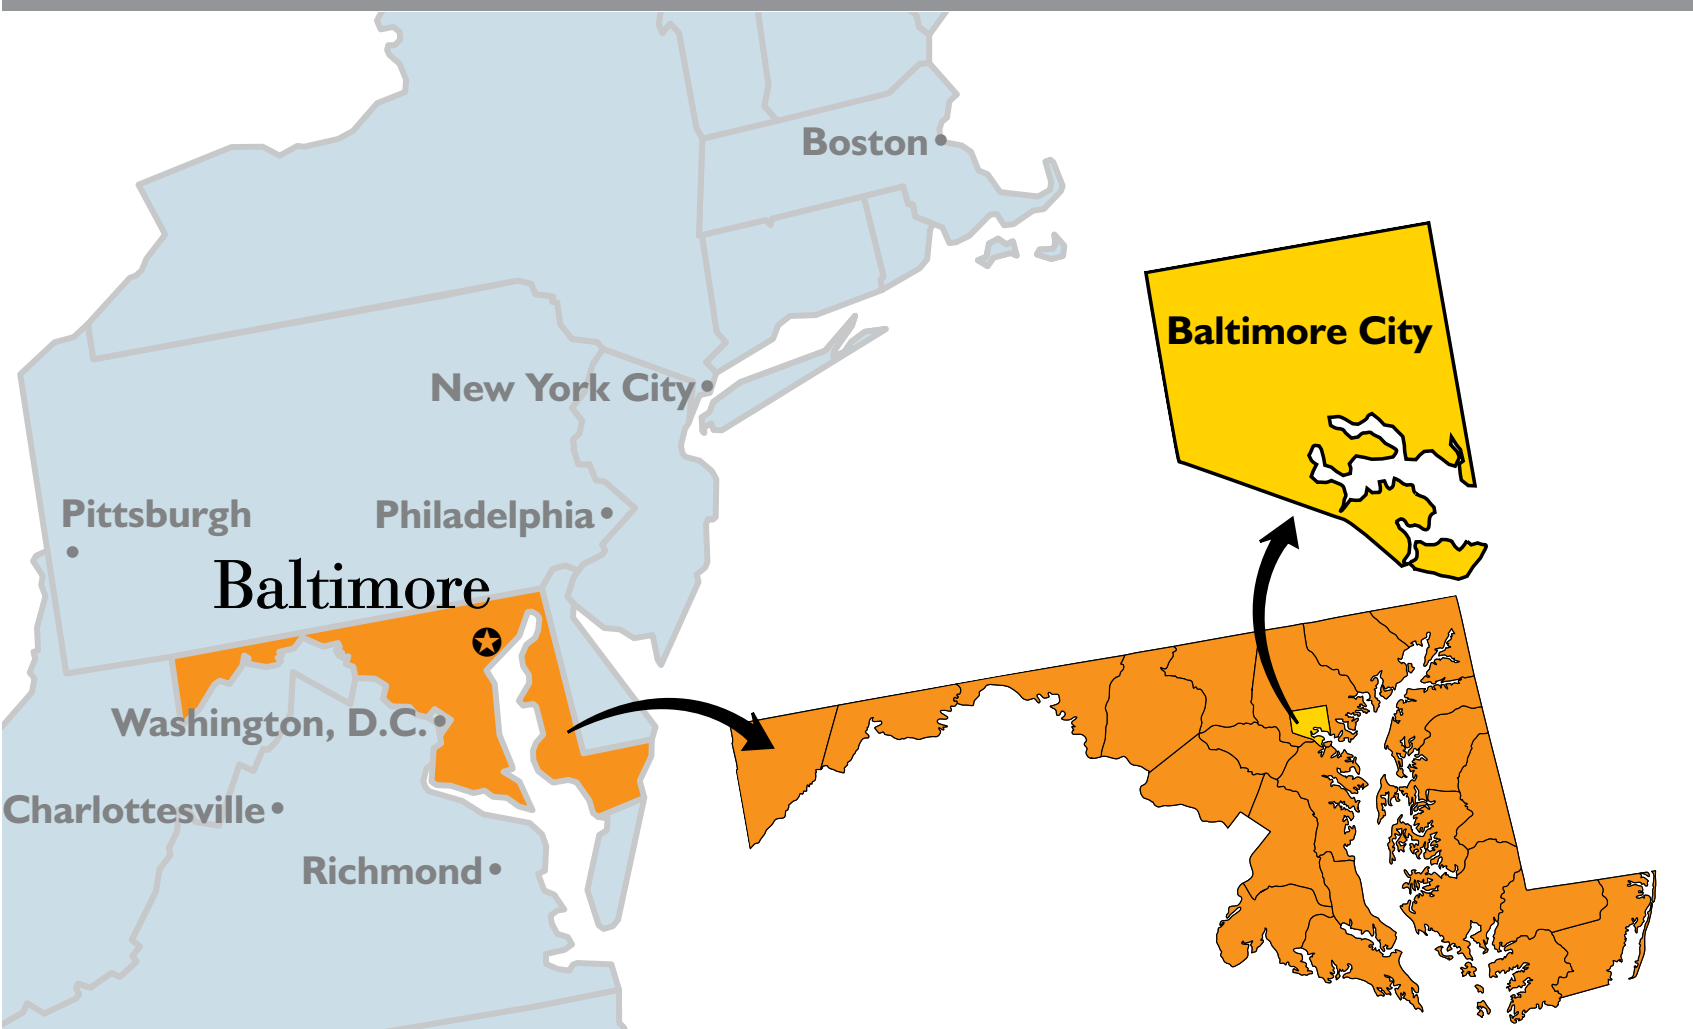 Boston
Baltimore City
New York City
Pittsburgh
Philadelphia
Baltimore
Washington, D.C.
Charlottesville
Richmond